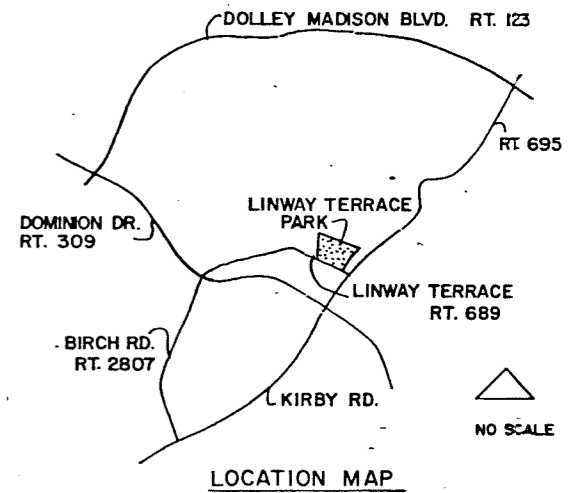 DOLLEY MADISON BLVD. RT. 123
RT. 695
LINWAY TERRACE
PARK
DOMINION DR.
RT. 309
LINWAY TERRACE
RT. 689
BIRCH RD.
RT. 2807
KIRBY RD.
NO SCALE
LOCATION MAP